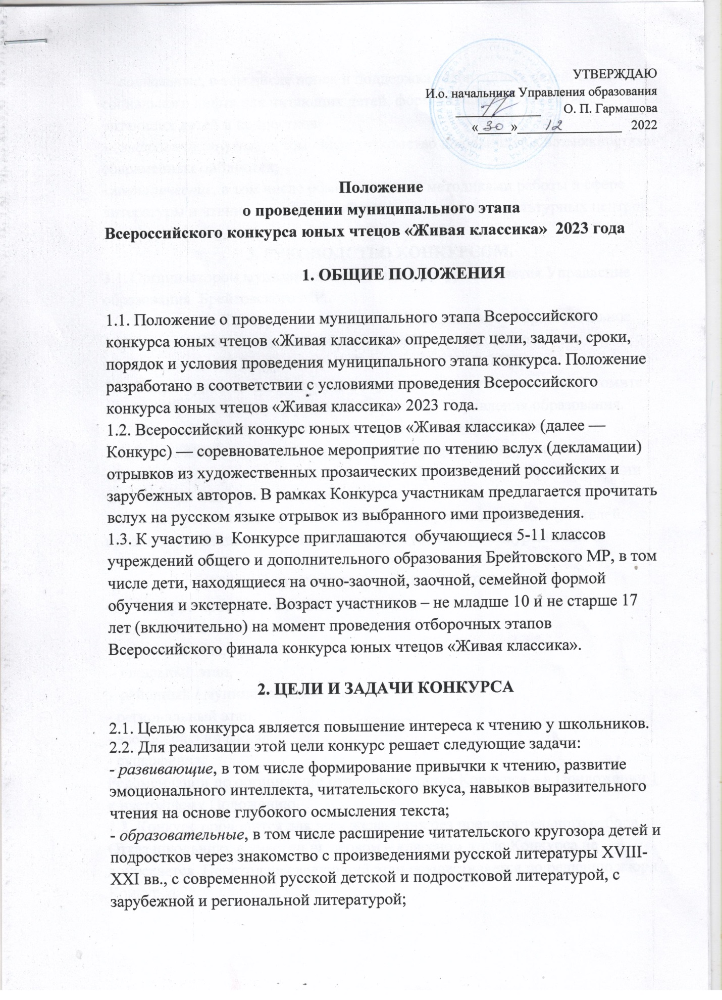 УТВЕРЖДАЮ
И.о. начальника Управления образования
О. П. Гармашова
«30» 12 2022
Положение
о проведении муниципального этапа
Всероссийского конкурса юных чтецов «Живая классика» 2023 года
1. ОБЩИЕ ПОЛОЖЕНИЯ
1.1. Положение о проведении муниципального этапа Всероссийского
конкурса юных чтецов «Живая классика» определяет цели, задачи, сроки,
порядок и условия проведения муниципального этапа конкурса. Положение
разработано в соответствии с условиями проведения Всероссийского
конкурса юных чтецов «Живая классика» 2023 года.
1.2. Всероссийский конкурс юных чтецов «Живая классика» (далее —
Конкурс) — соревновательное мероприятие по чтению вслух (декламации)
отрывков из художественных прозаических произведений российских и
зарубежных авторов. В рамках Конкурса участникам предлагается прочитать
вслух на русском языке отрывок из выбранного ими произведения.
1.3. К участию в Конкурсе приглашаются обучающиеся 5-11 классов
учреждений общего и дополнительного образования Брейтовского МР, в том
числе дети, находящиеся на очно-заочной, заочной, семейной формой
обучения и экстернате. Возраст участников – не младше 10 и не старше 17
лет (включительно) на момент проведения отборочных этапов
Всероссийского финала конкурса юных чтецов «Живая классика».
2. ЦЕЛИ И ЗАДАЧИ КОНКУРСА
2.1. Целью конкурса является повышение интереса к чтению у школьников.
2.2. Для реализации этой цели конкурс решает следующие задачи:
- развивающие, в том числе формирование привычки к чтению, развитие
эмоционального интеллекта, читательского вкуса, навыков выразительного
чтения на основе глубокого осмысления текста;
- образовательные, в том числе расширение читательского кругозора детей и
подростков через знакомство с произведениями русской литературы XVIII-
XXI вв., с современной русской детской и подростковой литературой, с
зарубежной и региональной литературой;